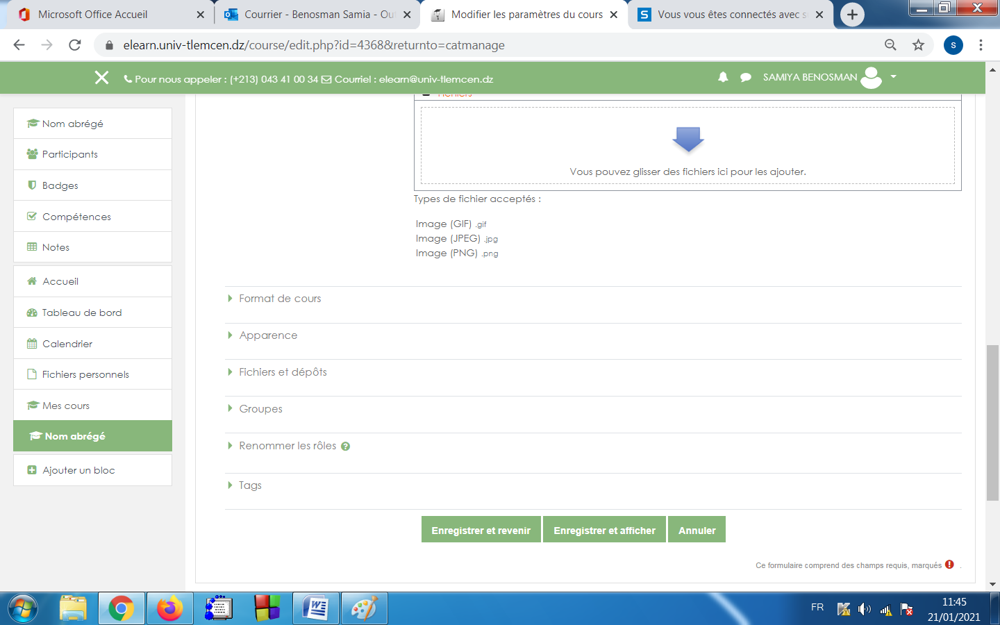 Microsoft Office Accueil
Courrier - Benosman Samia - Ou
Modifier les paramètres du cours
Vous vous êtes connectés avec s
elearn.univ-tlemcen.dz/course/edit.php?id=4368&returnto=catmanage
s
Pour nous appeler : (+213) 043 41 00 34 Courriel : elearn@univ-tlemcen.dz
SAMIYA BENOSMAN
Nom abrégé
Participants
Badges
Compétences
Notes
Accueil
Tableau de bord
Calendrier
Fichiers personnels
Mes cours
Nom abrégé
Ajouter un bloc
Fichiers
Vous pouvez glisser des fichiers ici pour les ajouter.
Types de fichier acceptés :
Image (GIF) .gif
Image (JPEG) .jpg
Image (PNG) .png
Format de cours
Apparence
Fichiers et dépôts
Groupes
Renommer les rôles
Tags
Enregistrer et revenir
Enregistrer et afficher
Annuler
Ce formulaire comprend des champs requis, marqués .
FR
11:45
21/01/2021